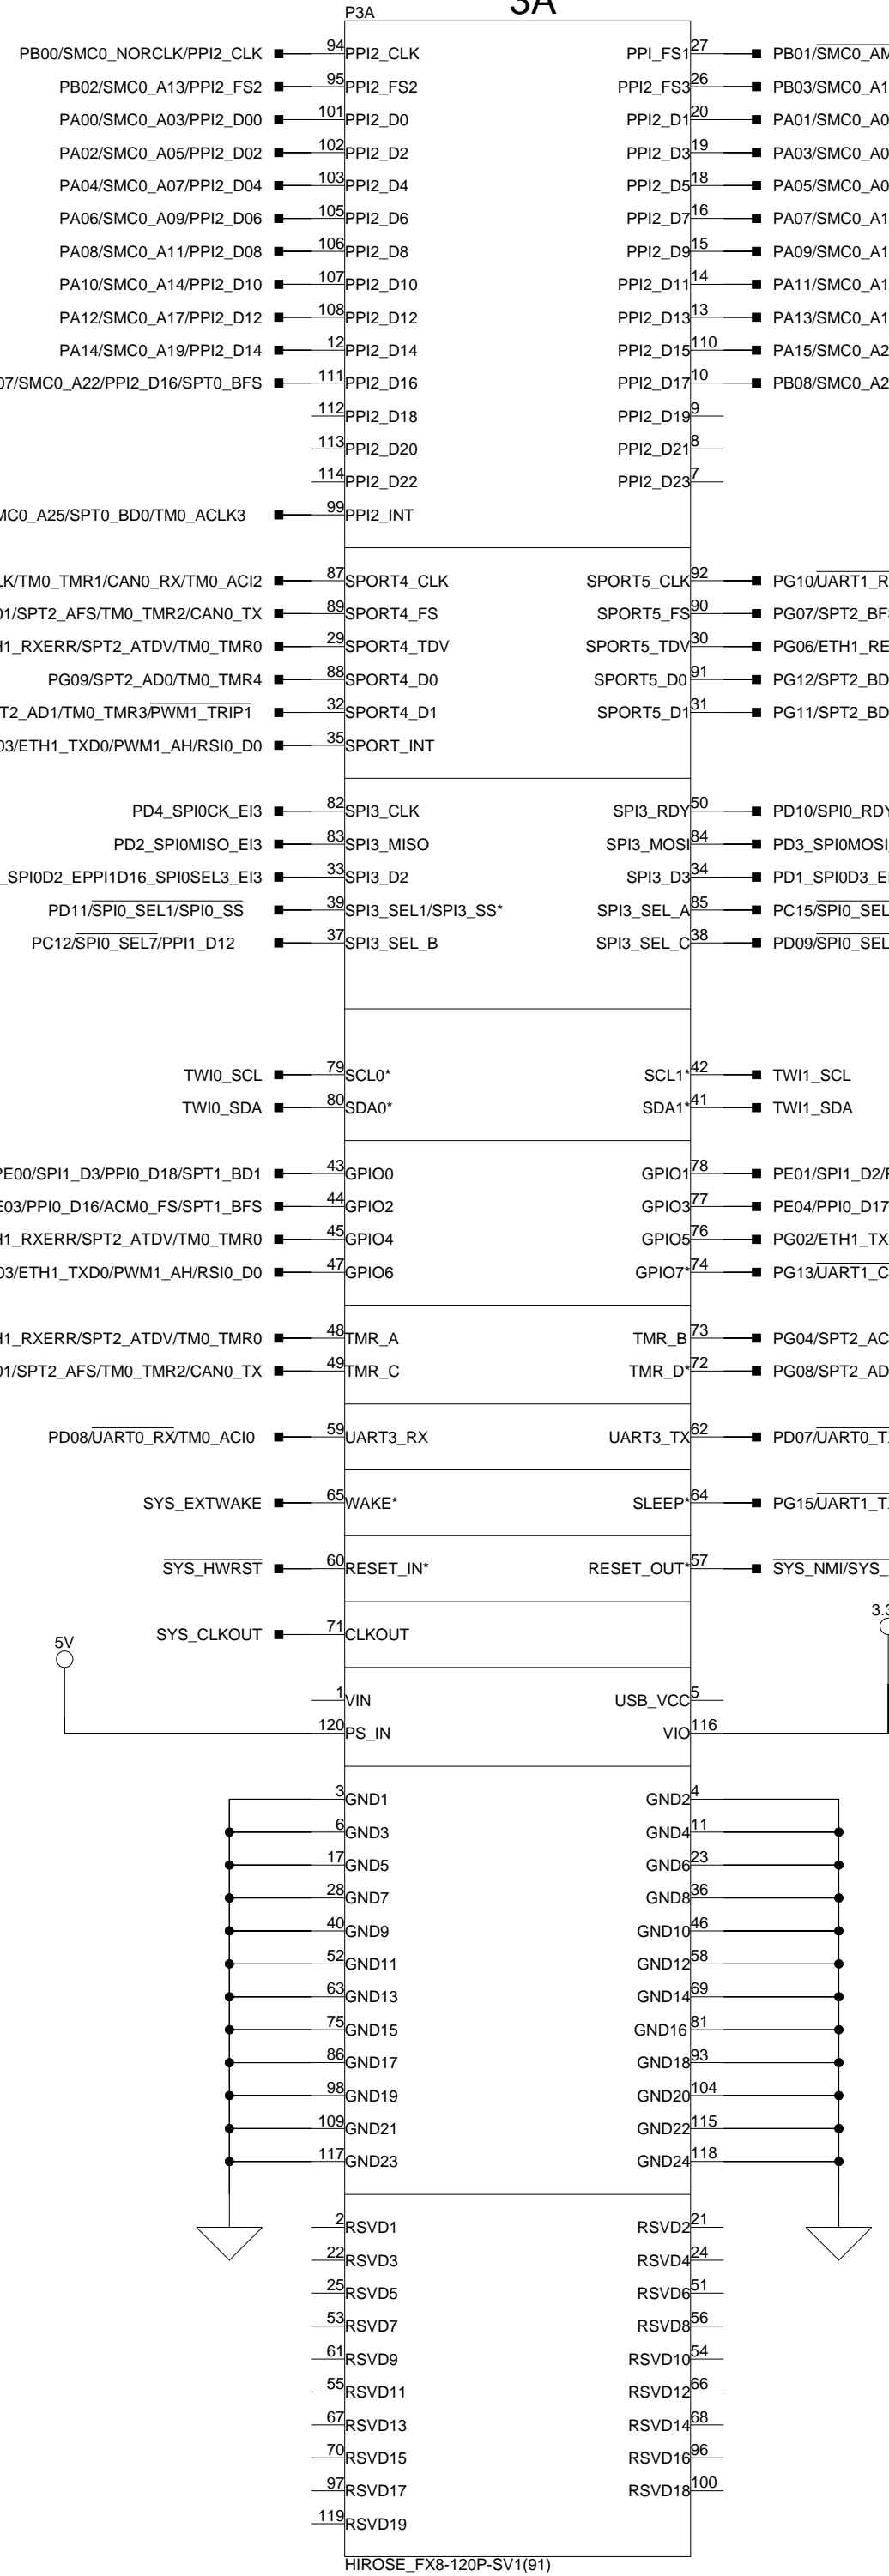 3A
P3A
PB00/SMC0_NORCLK/PPI2_CLK 94 PPI2_CLK PPI_FS1 27 PB01/SMC0_AM
PB02/SMC0_A13/PPI2_FS2 95 PPI2_FS2 PPI2_FS3 26 PB03/SMC0_A1
PA00/SMC0_A03/PPI2_D00 101 PPI2_D0 PPI2_D1 20 PA01/SMC0_A0
PA02/SMC0_A05/PPI2_D02 102 PPI2_D2 PPI2_D3 19 PA03/SMC0_A0
PA04/SMC0_A07/PPI2_D04 103 PPI2_D4 PPI2_D5 18 PA05/SMC0_A0
PA06/SMC0_A09/PPI2_D06 105 PPI2_D6 PPI2_D7 16 PA07/SMC0_A1
PA08/SMC0_A11/PPI2_D08 106 PPI2_D8 PPI2_D9 15 PA09/SMC0_A1
PA10/SMC0_A14/PPI2_D10 107 PPI2_D10 PPI2_D11 14 PA11/SMC0_A1
PA12/SMC0_A17/PPI2_D12 108 PPI2_D12 PPI2_D13 13 PA13/SMC0_A1
PA14/SMC0_A19/PPI2_D14 12 PPI2_D14 PPI2_D15 110 PA15/SMC0_A2
07/SMC0_A22/PPI2_D16/SPT0_BFS 111 PPI2_D16 PPI2_D17 10 PB08/SMC0_A2
112 PPI2_D18 PPI2_D19 9
113 PPI2_D20 PPI2_D21 8
114 PPI2_D22 PPI2_D23 7
MC0_A25/SPT0_BD0/TM0_ACLK3 99 PPI2_INT
LK/TM0_TMR1/CAN0_RX/TM0_ACI2 87 SPORT4_CLK SPORT5_CLK 92 PG10/UART1_R
01/SPT2_AFS/TM0_TMR2/CAN0_TX 89 SPORT4_FS SPORT5_FS 90 PG07/SPT2_BF
H1_RXERR/SPT2_ATDV/TM0_TMR0 29 SPORT4_TDV SPORT5_TDV 30 PG06/ETH1_RE
PG09/SPT2_AD0/TM0_TMR4 88 SPORT4_D0 SPORT5_D0 91 PG12/SPT2_BD
T2_AD1/TM0_TMR3/PWM1_TRIP1 32 SPORT4_D1 SPORT5_D1 31 PG11/SPT2_BD
03/ETH1_TXD0/PWM1_AH/RSI0_D0 35 SPORT_INT
PD4_SPI0CK_EI3 82 SPI3_CLK SPI3_RDY 50 PD10/SPI0_RDY
PD2_SPI0MISO_EI3 83 SPI3_MISO SPI3_MOSI 84 PD3_SPI0MOSI
_SPI0D2_EPPI1D16_SPI0SEL3_EI3 33 SPI3_D2 SPI3_D3 34 PD1_SPI0D3_E
PD11/SPI0_SEL1/SPI0_SS 39 SPI3_SEL1/SPI3_SS* SPI3_SEL_A 85 PC15/SPI0_SEL
PC12/SPI0_SEL7/PPI1_D12 37 SPI3_SEL_B SPI3_SEL_C 38 PD09/SPI0_SEL
TWI0_SCL 79 SCL0* SCL1* 42 TWI1_SCL
TWI0_SDA 80 SDA0* SDA1* 41 TWI1_SDA
PE00/SPI1_D3/PPI0_D18/SPT1_BD1 43 GPIO0 GPIO1 78 PE01/SPI1_D2/
E03/PPI0_D16/ACM0_FS/SPT1_BFS 44 GPIO2 GPIO3 77 PE04/PPI0_D17
H1_RXERR/SPT2_ATDV/TM0_TMR0 45 GPIO4 GPIO5 76 PG02/ETH1_TX
03/ETH1_TXD0/PWM1_AH/RSI0_D0 47 GPIO6 GPIO7* 74 PG13/UART1_C
H1_RXERR/SPT2_ATDV/TM0_TMR0 48 TMR_A TMR_B 73 PG04/SPT2_AC
01/SPT2_AFS/TM0_TMR2/CAN0_TX 49 TMR_C TMR_D* 72 PG08/SPT2_AD
PD08/UART0_RX/TM0_ACI0 59 UART3_RX UART3_TX 62 PD07/UART0_T
SYS_EXTWAKE 65 WAKE* SLEEP* 64 PG15/UART1_T
SYS_HWRST 60 RESET_IN* RESET_OUT* 57 SYS_NMI/SYS_
SYS_CLKOUT 71 CLKOUT
5V 3.3
1 VIN USB_VCC 5
120 PS_IN VIO 116
3 GND1 GND2 4
6 GND3 GND4 11
17 GND5 GND6 23
28 GND7 GND8 36
40 GND9 GND10 46
52 GND11 GND12 58
63 GND13 GND14 69
75 GND15 GND16 81
86 GND17 GND18 93
98 GND19 GND20 104
109 GND21 GND22 115
117 GND23 GND24 118
2 RSVD1 RSVD2 21
22 RSVD3 RSVD4 24
25 RSVD5 RSVD6 51
53 RSVD7 RSVD8 56
61 RSVD9 RSVD10 54
55 RSVD11 RSVD12 66
67 RSVD13 RSVD14 68
70 RSVD15 RSVD16 96
97 RSVD17 RSVD18 100
119 RSVD19
HIROSE_FX8-120P-SV1(91)